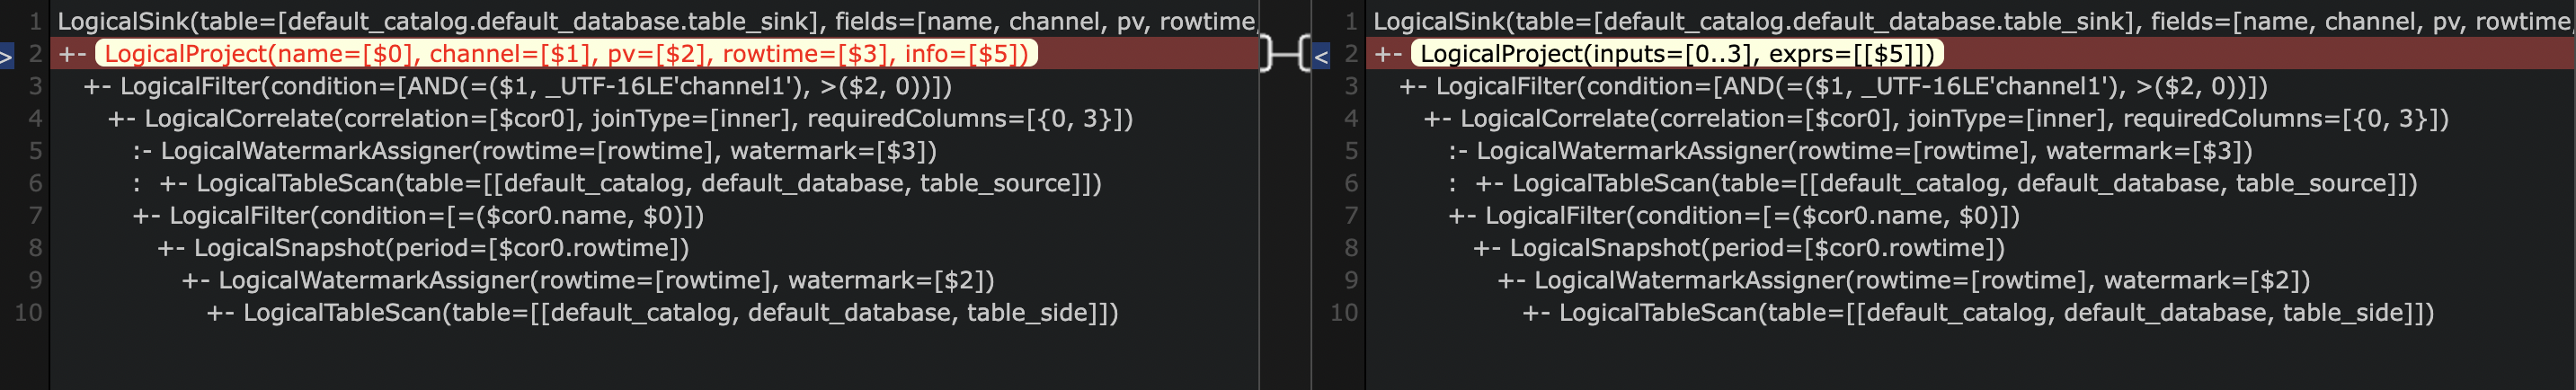 1 LogicalSink(table=[default_catalog.default_database.table_sink], fields=[name, channel, pv, rowtime,
> 2 +- LogicalProject(name=[$0], channel=[$1], pv=[$2], rowtime=[$3], info=[$5])
3 +- LogicalFilter(condition=[AND(=($1, _UTF-16LE'channel1'), >($2, 0))])
4 +- LogicalCorrelate(correlation=[$cor0], joinType=[inner], requiredColumns=[{0, 3}])
5 :- LogicalWatermarkAssigner(rowtime=[rowtime], watermark=[$3])
6 : +- LogicalTableScan(table=[[default_catalog, default_database, table_source]])
7 +- LogicalFilter(condition=[=($cor0.name, $0)])
8 +- LogicalSnapshot(period=[$cor0.rowtime])
9 +- LogicalWatermarkAssigner(rowtime=[rowtime], watermark=[$2])
10 +- LogicalTableScan(table=[[default_catalog, default_database, table_side]])
1 LogicalSink(table=[default_catalog.default_database.table_sink], fields=[name, channel, pv, rowtime
< 2 +- LogicalProject(inputs=[0..3], exprs=[[$5]])
3 +- LogicalFilter(condition=[AND(=($1, _UTF-16LE'channel1'), >($2, 0))])
4 +- LogicalCorrelate(correlation=[$cor0], joinType=[inner], requiredColumns=[{0, 3}])
5 :- LogicalWatermarkAssigner(rowtime=[rowtime], watermark=[$3])
6 : +- LogicalTableScan(table=[[default_catalog, default_database, table_source]])
7 +- LogicalFilter(condition=[=($cor0.name, $0)])
8 +- LogicalSnapshot(period=[$cor0.rowtime])
9 +- LogicalWatermarkAssigner(rowtime=[rowtime], watermark=[$2])
10 +- LogicalTableScan(table=[[default_catalog, default_database, table_side]])